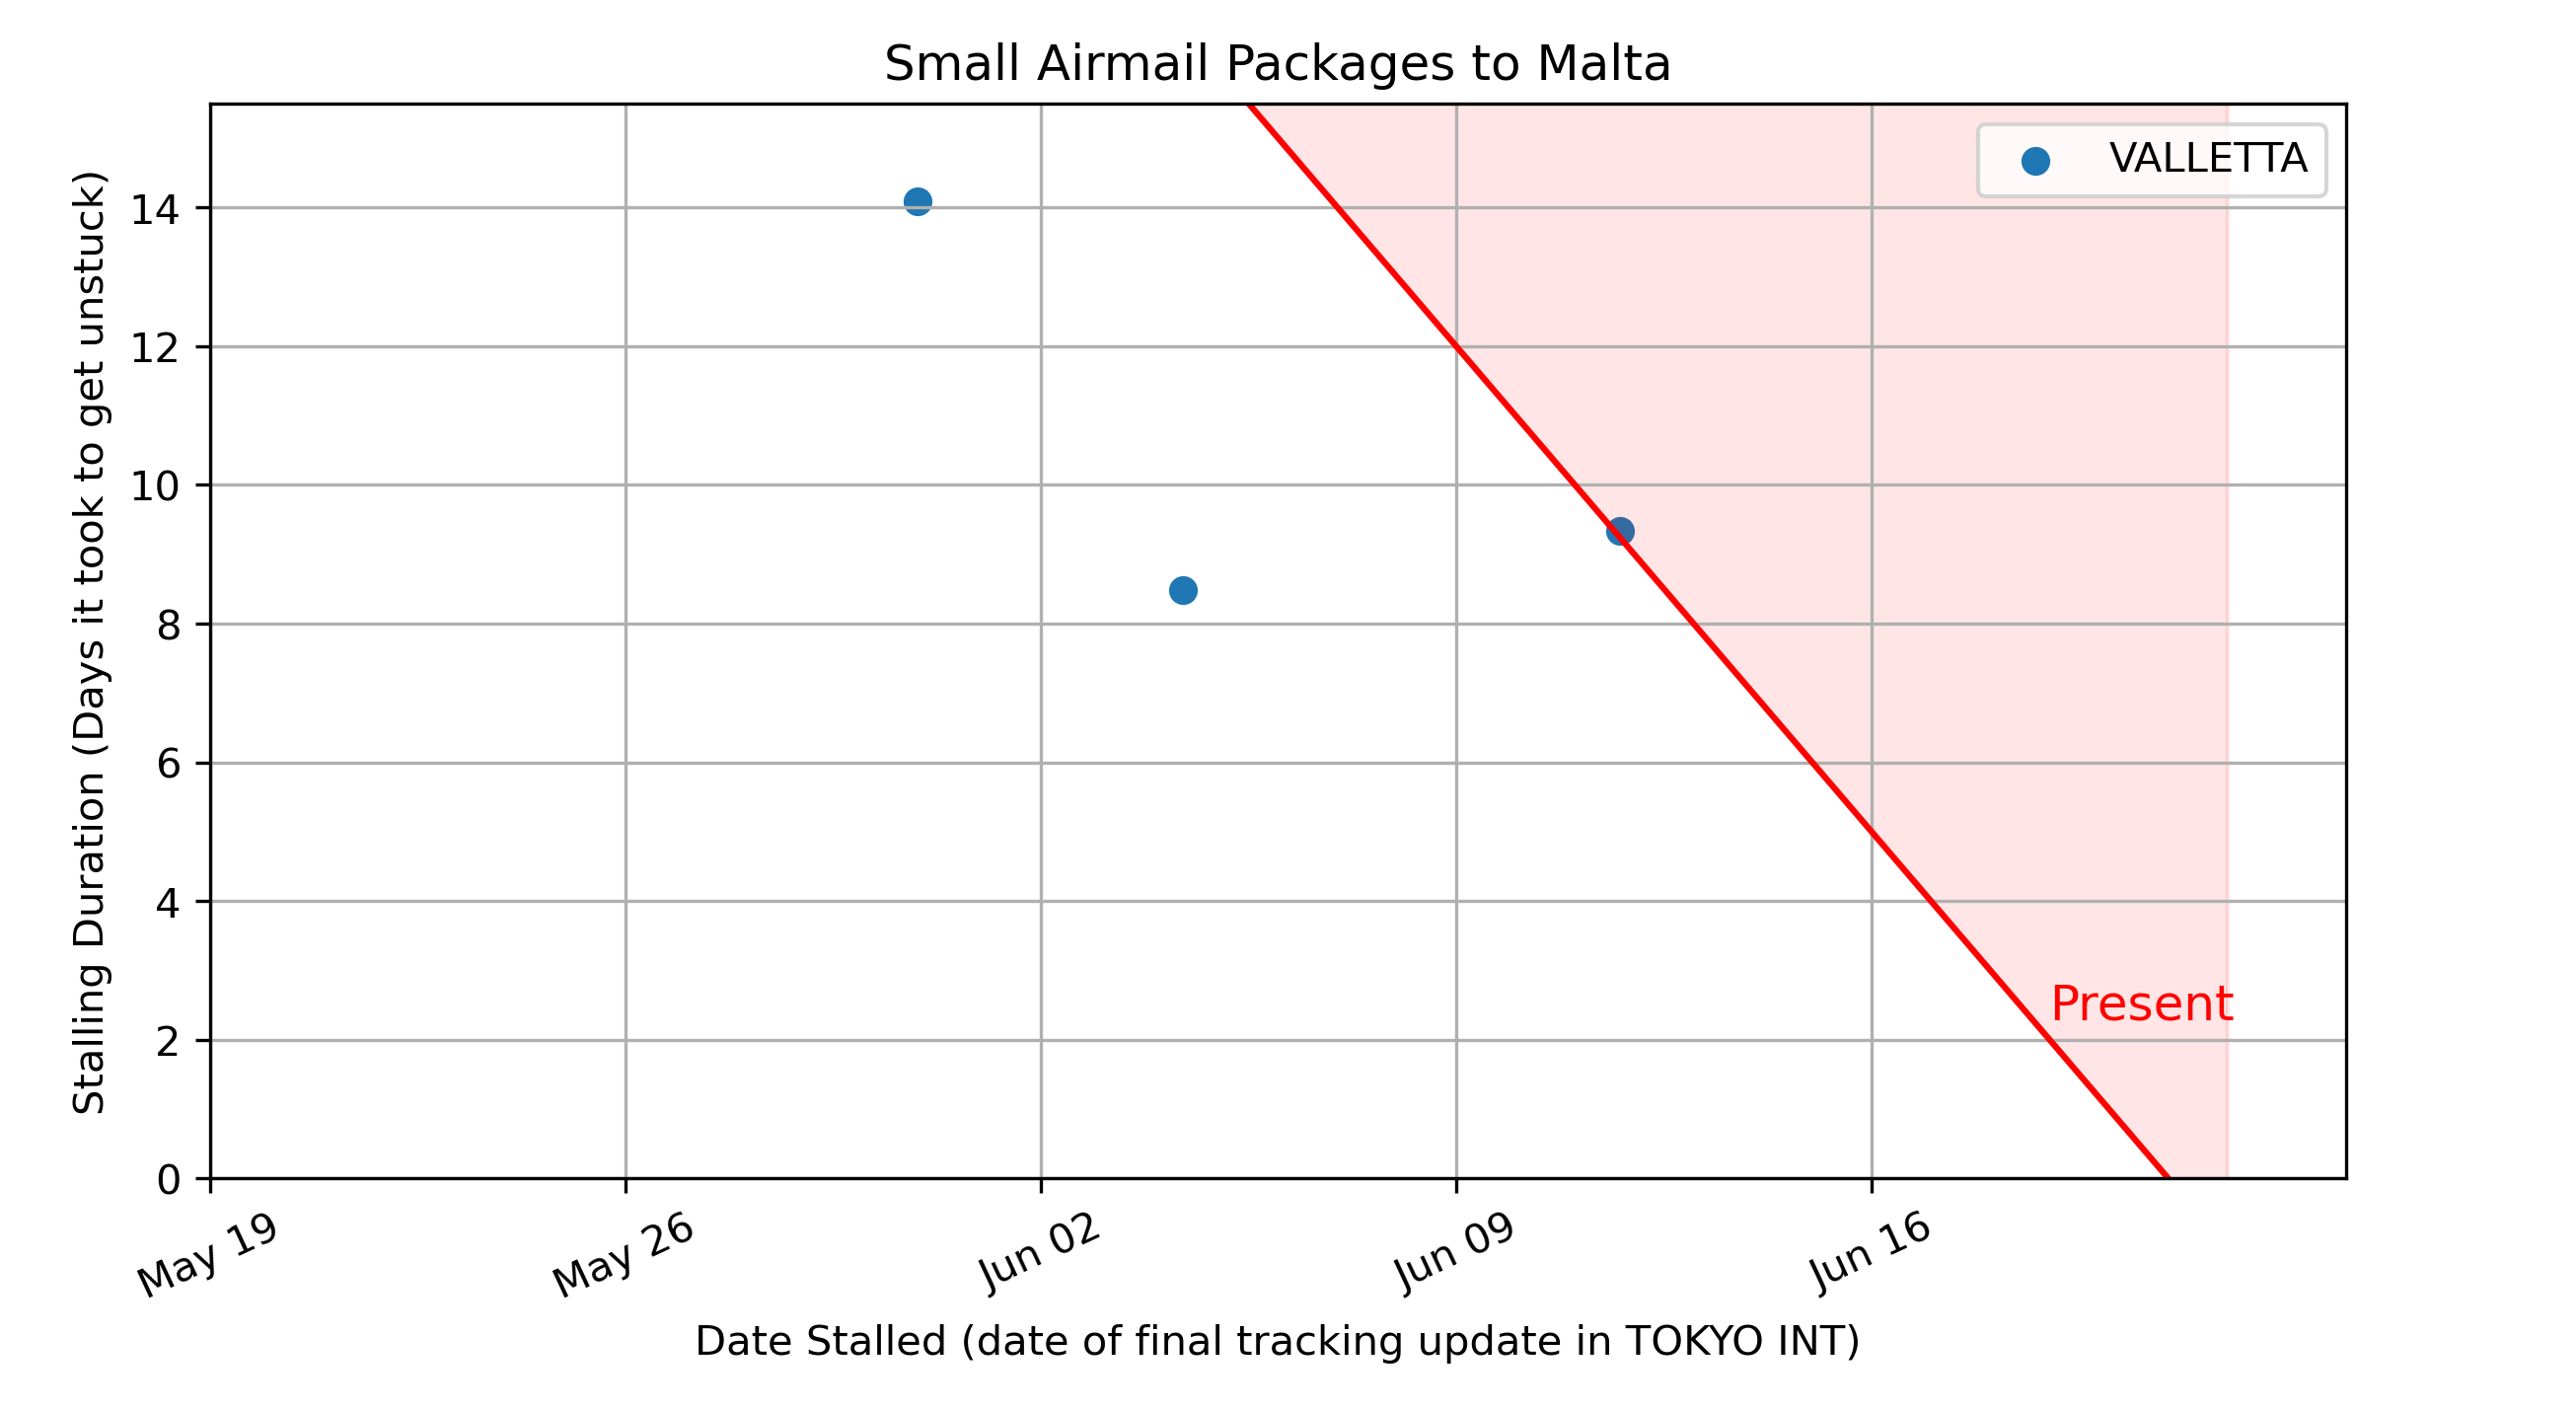 Small Airmail Packages to Malta
VALLETTA
Stalling Duration (Days it took to get unstuck)
14
12
10
8
6
4
2
0
Present
May 19
May 26
Jun 02
Jun 09
Jun 16
Date Stalled (date of final tracking update in TOKYO INT)